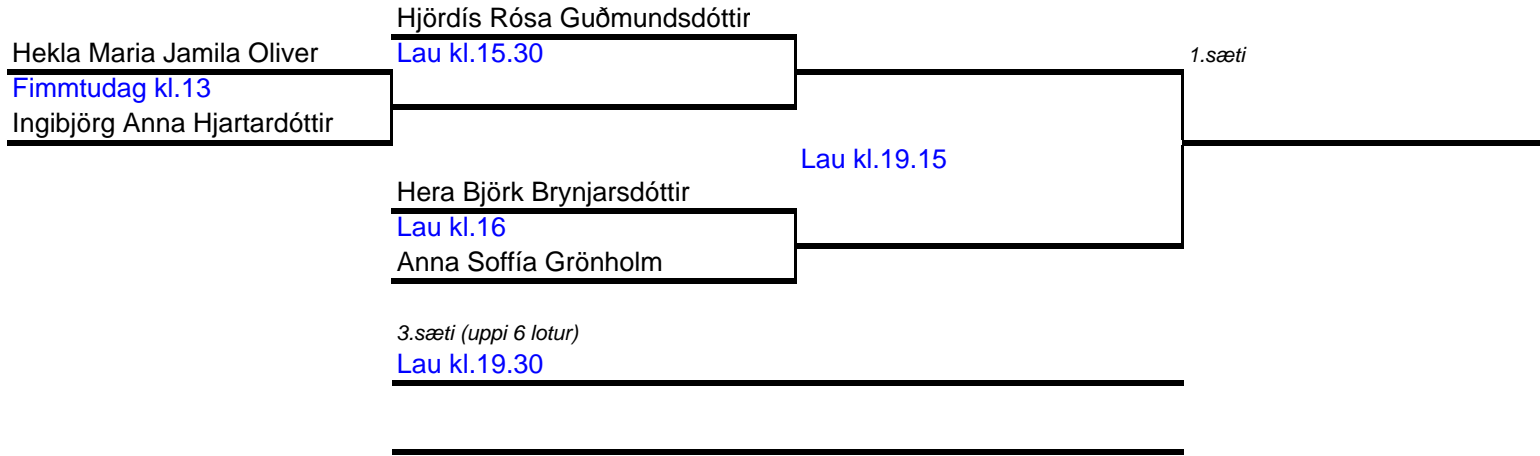 Hjördís Rósa Guðmundsdóttir
Hekla Maria Jamila Oliver
Lau kl.15.30
1.sæti
Fimmtudag kl.13
Ingibjörg Anna Hjartardóttir
Lau kl.19.15
Hera Björk Brynjarsdóttir
Lau kl.16
Anna Soffía Grönholm
3.sæti (uppi 6 lotur)
Lau kl.19.30